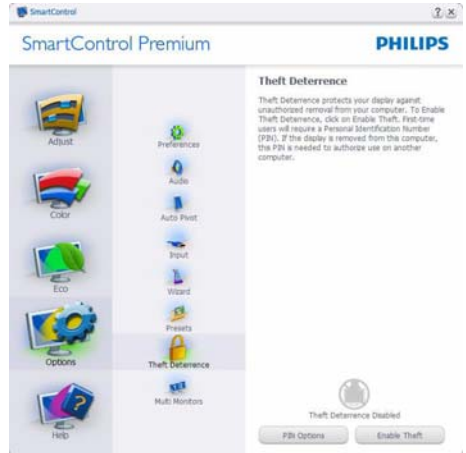 SmartControl
SmartControl Premium
PHILIPS
Adjust
Color
Eco
Options
Help
Preferences
Audio
Auto Pivot
Input
Wizard
Presets
Theft Deterrence
Multi Monitors
Theft Deterrence
Theft Deterrence protects your display against
unauthorized removal from your computer. To Enable
Theft Deterrence, click on Enable Theft. First-time
users will require a Personal Identification Number
(PIN). If the display is removed from this computer,
this PIN is needed to authorize use on another
computer.
Theft Deterrence Disabled
PIN Options
Enable Theft